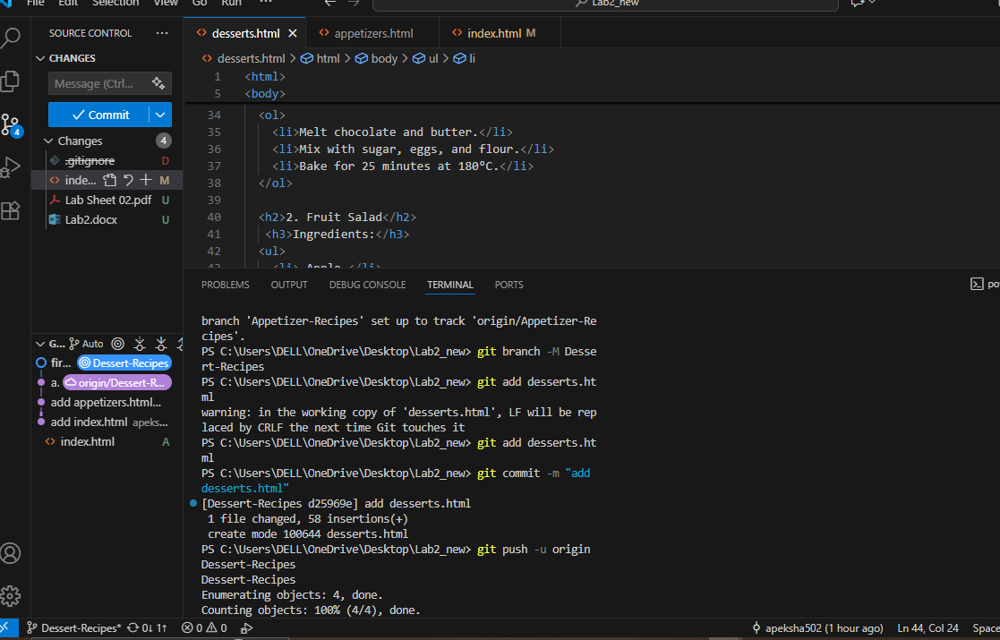 File Edit Selection View Go Run ··· Lab2_new
SOURCE CONTROL ···
desserts.html
appetizers.html
index.html M
CHANGES
desserts.html > html > body > ul > li
Message (Ctrl...
Commit
Changes 4
.gitignore D
inde... M
Lab Sheet 02.pdf U
Lab2.docx U
4
1 <html>
5 <body>
34 <ol>
35 <li>Melt chocolate and butter.</li>
36 <li>Mix with sugar, eggs, and flour.</li>
37 <li>Bake for 25 minutes at 180°C.</li>
38 </ol>
39
40 <h2>2. Fruit Salad</h2>
41 <h3>Ingredients:</h3>
42 <ul>
43 <li> Apple </li>
PROBLEMS OUTPUT DEBUG CONSOLE TERMINAL PORTS
po
branch 'Appetizer-Recipes' set up to track 'origin/Appetizer-Re
cipes'.
PS C:\Users\DELL\OneDrive\Desktop\Lab2_new> git branch -M Desse
rt-Recipes
PS C:\Users\DELL\OneDrive\Desktop\Lab2_new> git add desserts.ht
ml
warning: in the working copy of 'desserts.html', LF will be rep
laced by CRLF the next time Git touches it
PS C:\Users\DELL\OneDrive\Desktop\Lab2_new> git add desserts.ht
ml
PS C:\Users\DELL\OneDrive\Desktop\Lab2_new> git commit -m "add
desserts.html"
[Dessert-Recipes d25969e] add desserts.html
1 file changed, 58 insertions(+)
create mode 100644 desserts.html
PS C:\Users\DELL\OneDrive\Desktop\Lab2_new> git push -u origin
Dessert-Recipes
Dessert-Recipes
Enumerating objects: 4, done.
Counting objects: 100% (4/4), done.
G... Auto
fir... Dessert-Recipes
a. origin/Dessert-R...
add appetizers.html...
add index.html apeks...
index.html A
Dessert-Recipes* 0↓ 1↑ 0 0
apeksha502 (1 hour ago) Ln 44, Col 24 Space